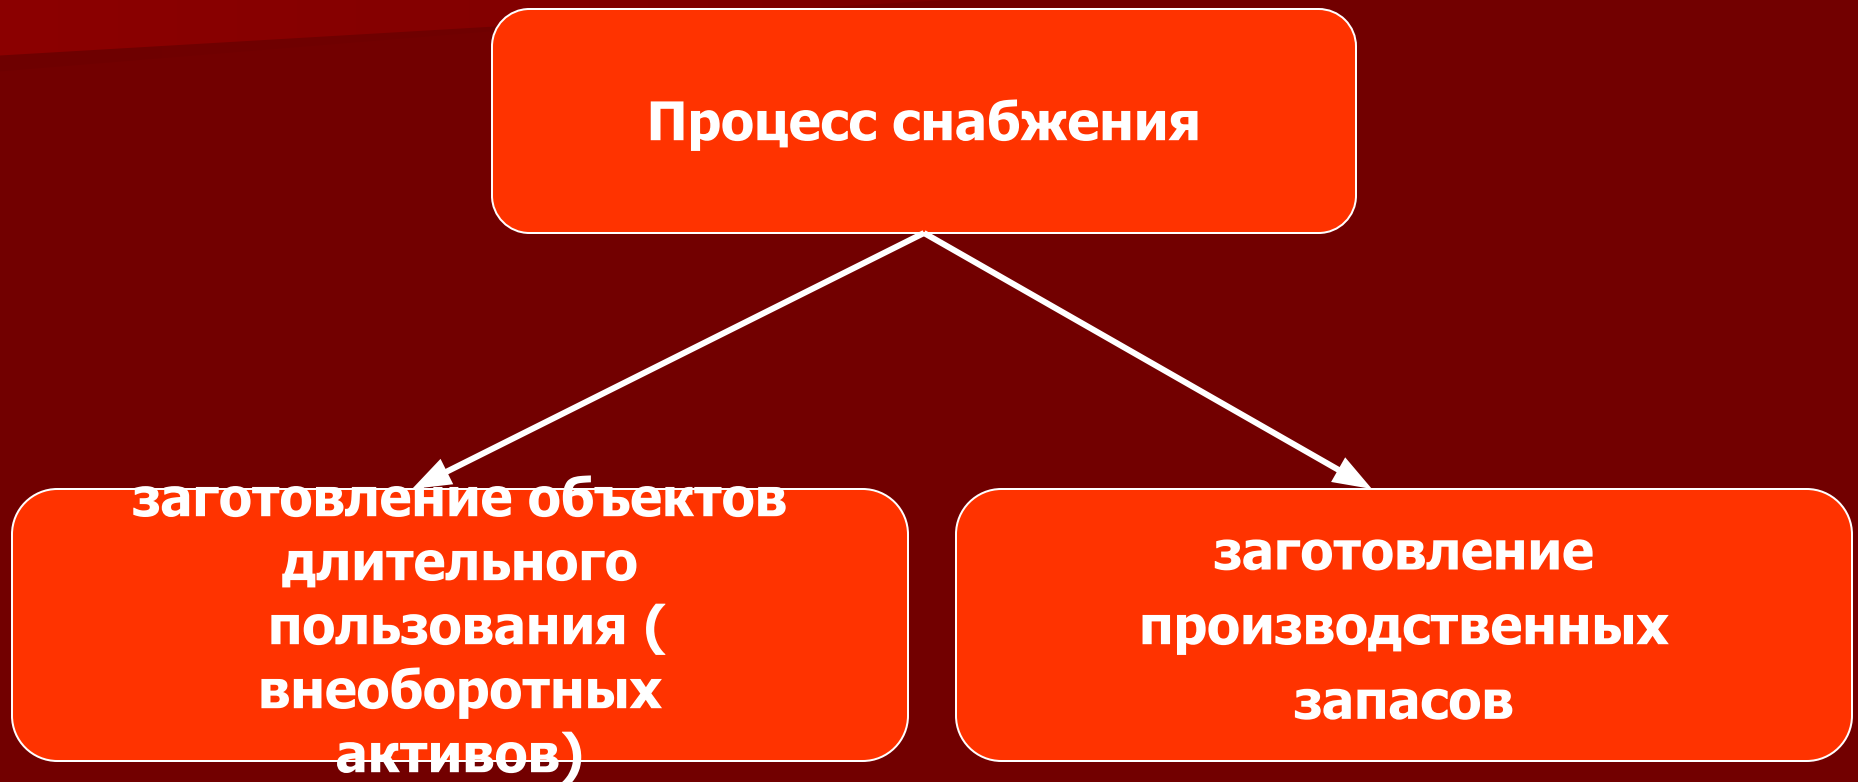 Процесс снабжения
заготовление объектов
длительного
пользования (
внеоборотных
активов)
заготовление
производственных
запасов